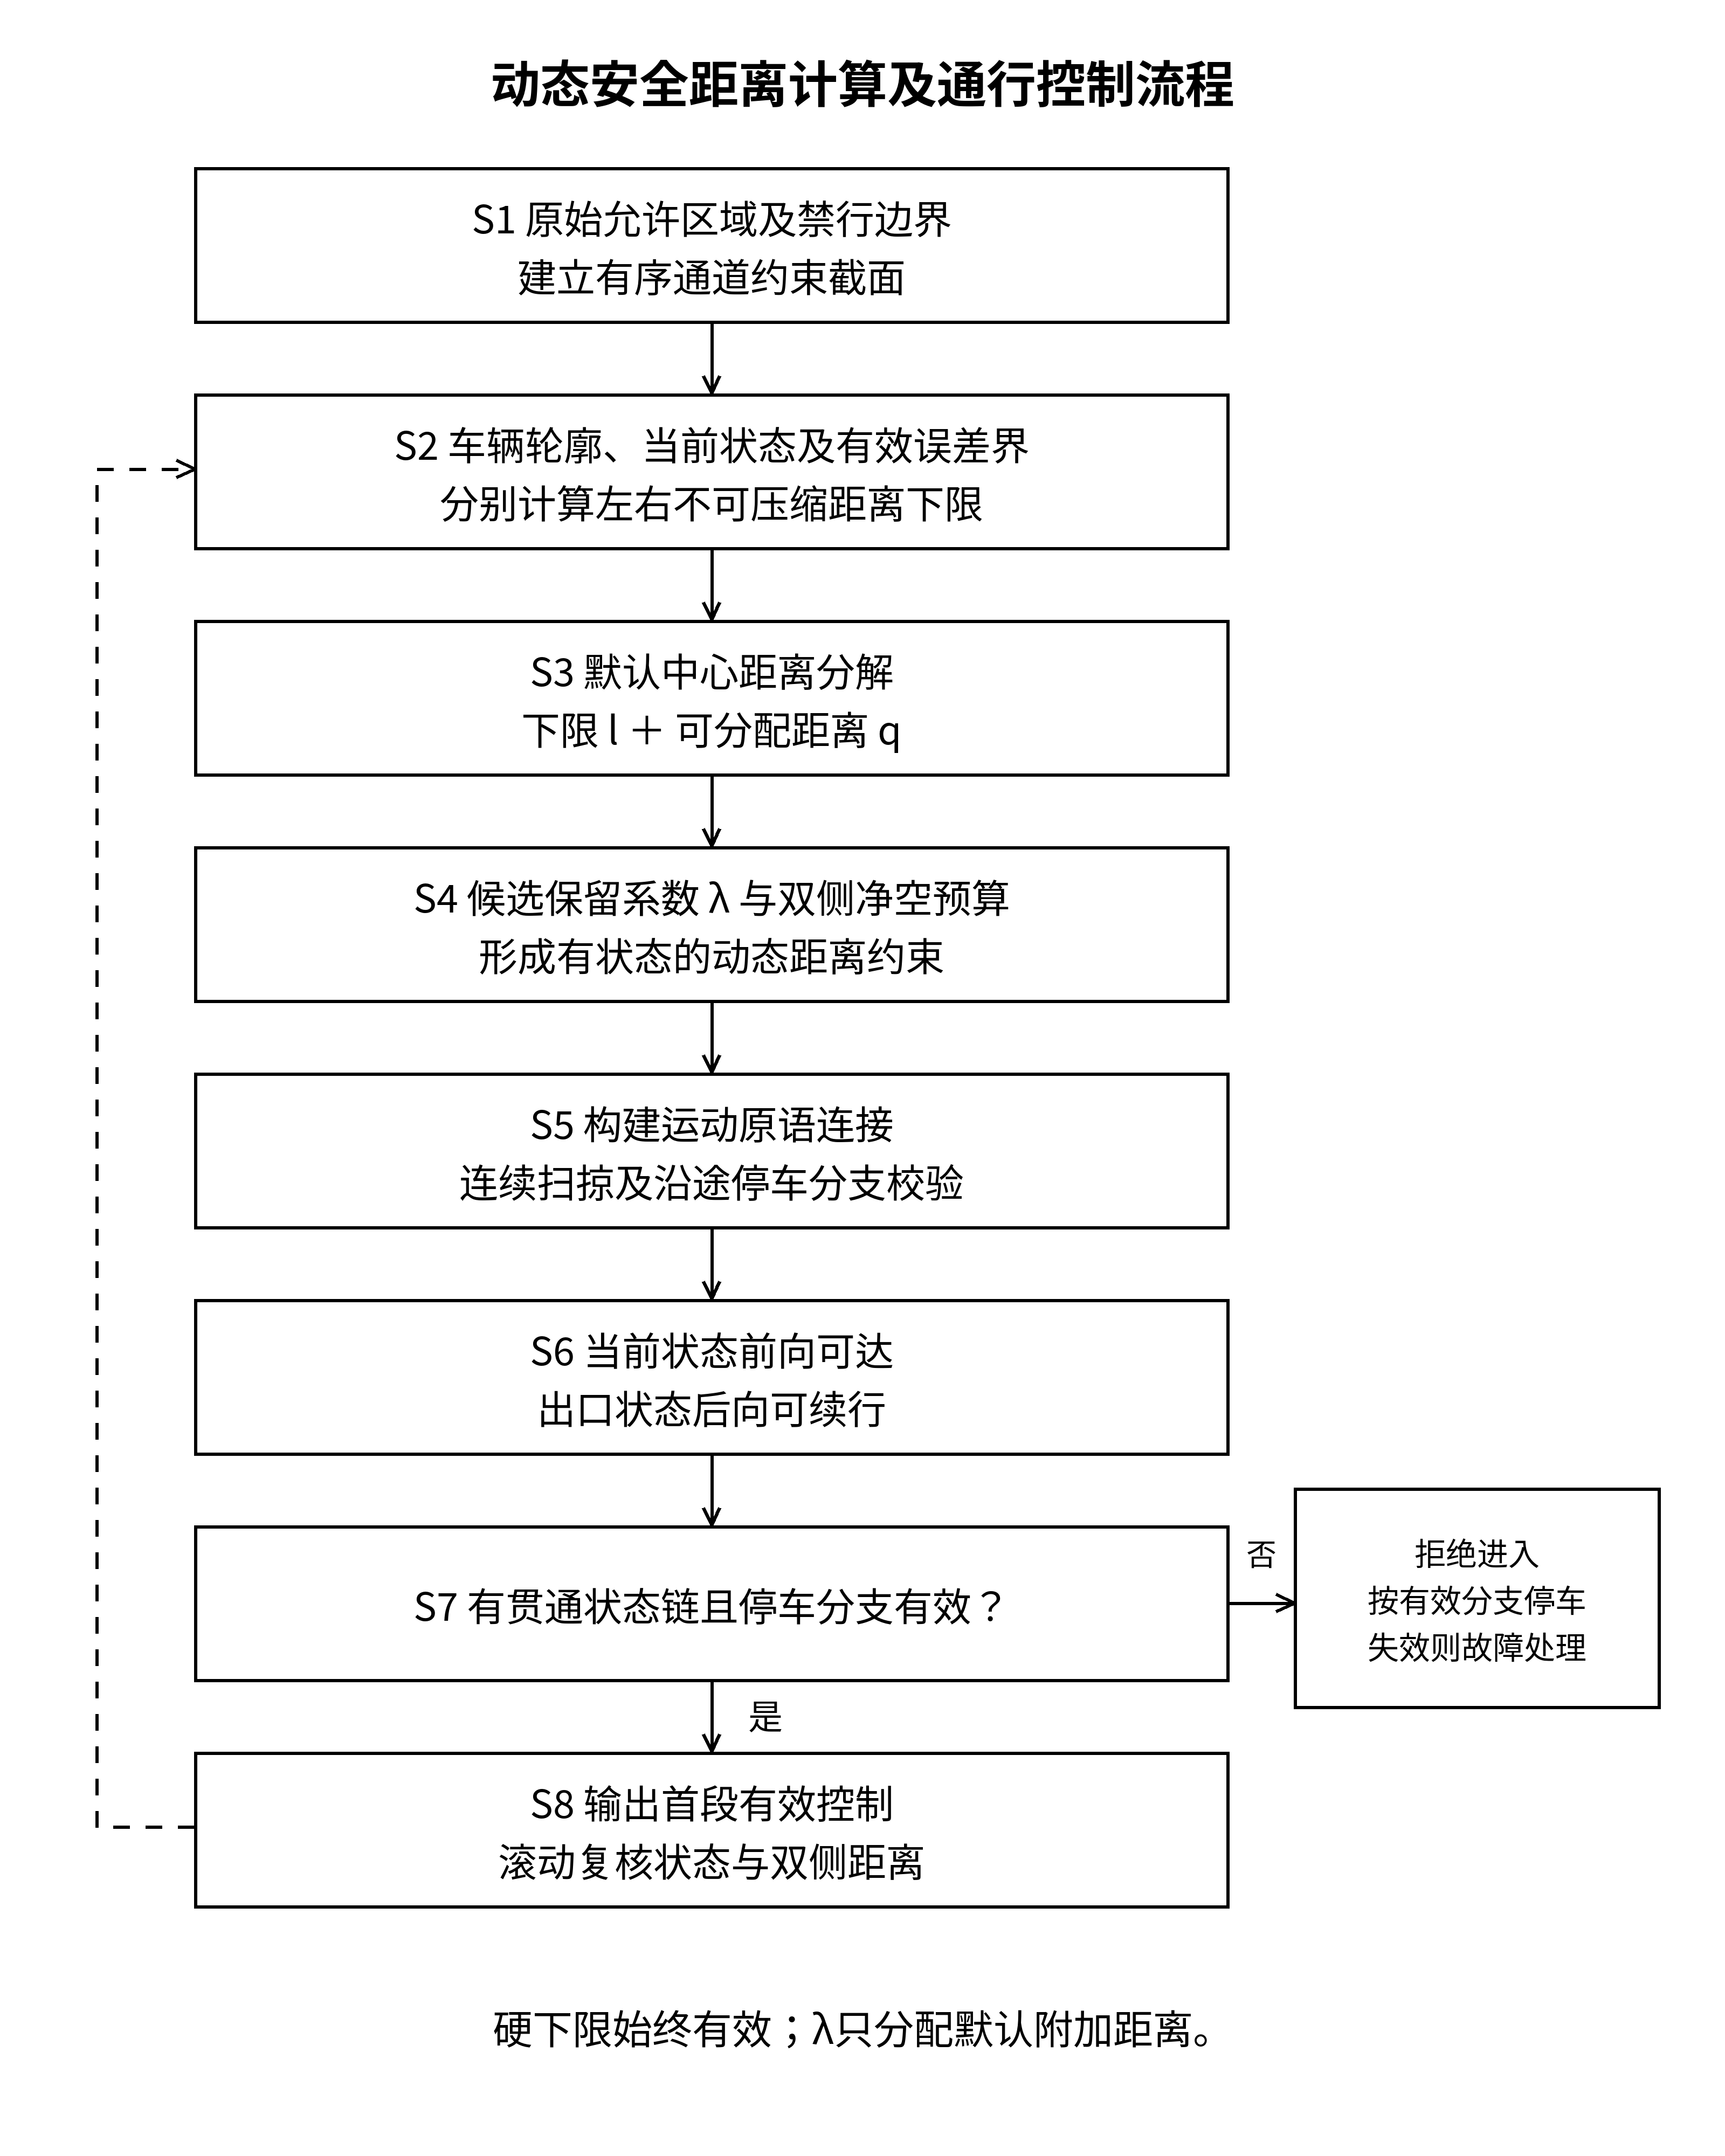 动态安全距离计算及通行控制流程
S1 原始允许区域及禁行边界
建立有序通道约束截面
S2 车辆轮廓、当前状态及有效误差界
分别计算左右不可压缩距离下限
S3 默认中心距离分解
下限 l ＋ 可分配距离 q
S4 候选保留系数 λ 与双侧净空预算
形成有状态的动态距离约束
S5 构建运动原语连接
连续扫掠及沿途停车分支校验
S6 当前状态前向可达
出口状态后向可续行
S7 有贯通状态链且停车分支有效？
否
拒绝进入
按有效分支停车
失效则故障处理
是
S8 输出首段有效控制
滚动复核状态与双侧距离
硬下限始终有效；λ只分配默认附加距离。